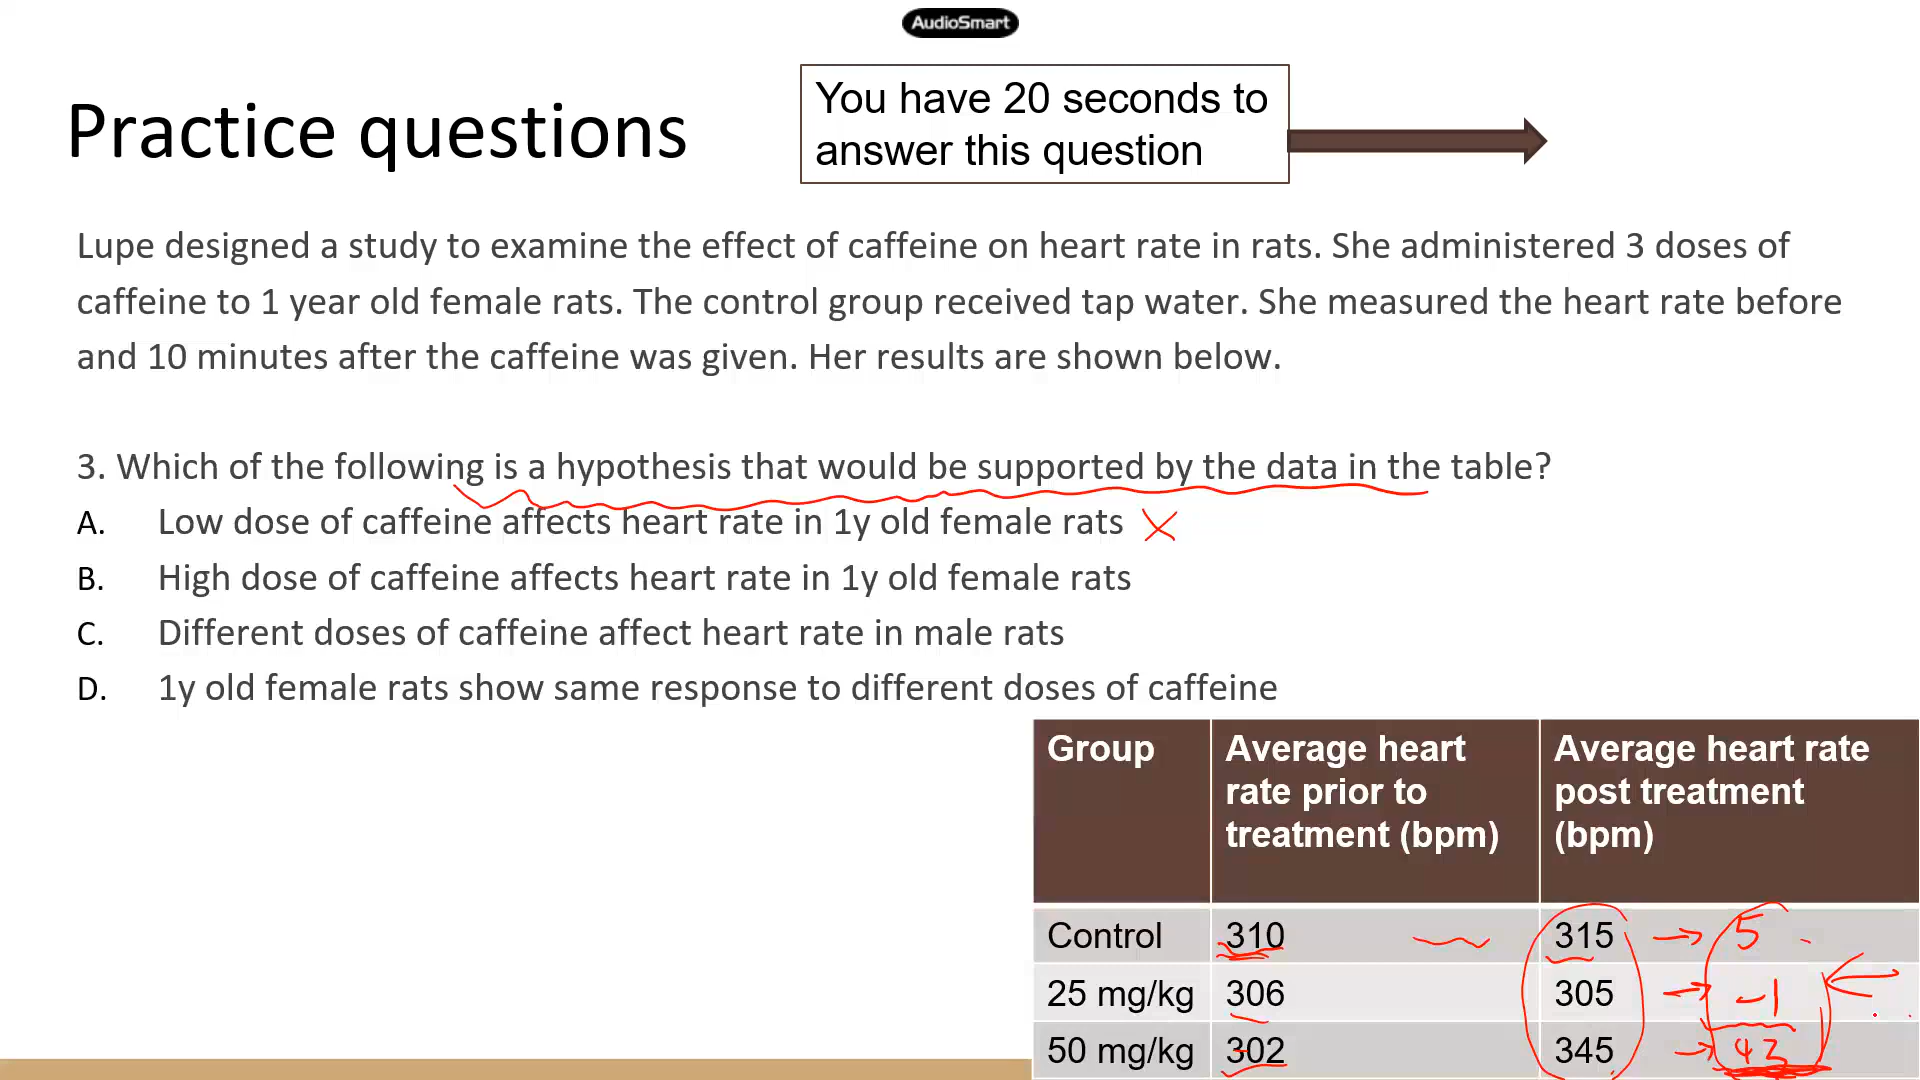 AudioSmart
Practice questions
You have 20 seconds to
answer this question
Lupe designed a study to examine the effect of caffeine on heart rate in rats. She administered 3 doses of
caffeine to 1 year old female rats. The control group received tap water. She measured the heart rate before
and 10 minutes after the caffeine was given. Her results are shown below.
3. Which of the following is a hypothesis that would be supported by the data in the table?
A. Low dose of caffeine affects heart rate in 1y old female rats X
B. High dose of caffeine affects heart rate in 1y old female rats
C. Different doses of caffeine affect heart rate in male rats
D. 1y old female rats show same response to different doses of caffeine
Group Average heart rate prior to treatment (bpm) Average heart rate post treatment (bpm)
Control 310 315 → 5
25 mg/kg 306 305 → -1
50 mg/kg 302 345 → 43